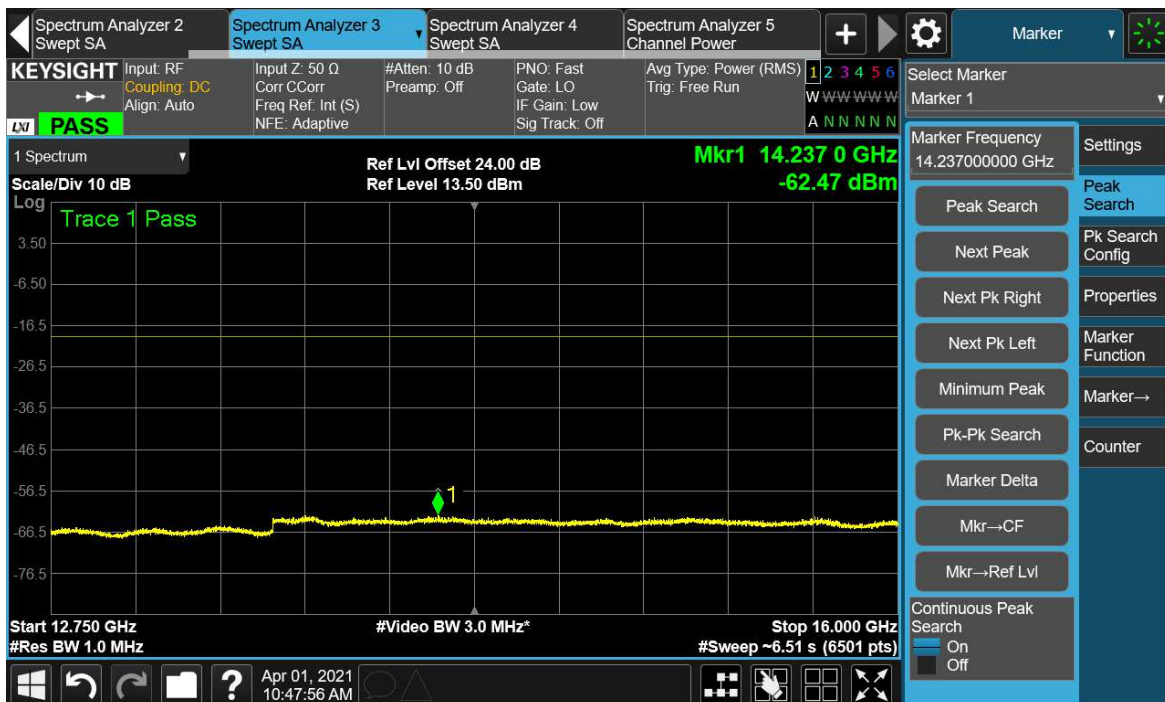 Spectrum Analyzer 2
Swept SA
Spectrum Analyzer 3
Swept SA
Spectrum Analyzer 4
Swept SA
Spectrum Analyzer 5
Channel Power
+
Marker
KEYSIGHT
LXI PASS
Input: RF
Coupling: DC
Align: Auto
Input Z: 50 Ω
Corr CCorr
Freq Ref: Int (S)
NFE: Adaptive
#Atten: 10 dB
Preamp: Off
PNO: Fast
Gate: LO
IF Gain: Low
Sig Track: Off
Avg Type: Power (RMS)
Trig: Free Run
1 2 3 4 5 6
W W W W W W
A N N N N N
Select Marker
Marker 1
1 Spectrum
Scale/Div 10 dB
Log
Ref Lvl Offset 24.00 dB
Ref Level 13.50 dBm
Mkr1 14.237 0 GHz
-62.47 dBm
Trace 1 Pass
3.50
-6.50
-16.5
-26.5
-36.5
-46.5
-56.5
-66.5
-76.5
1
Start 12.750 GHz
#Res BW 1.0 MHz
#Video BW 3.0 MHz*
Stop 16.000 GHz
#Sweep ~6.51 s (6501 pts)
Marker Frequency
14.237000000 GHz
Peak Search
Next Peak
Next Pk Right
Next Pk Left
Minimum Peak
Pk-Pk Search
Marker Delta
Mkr→CF
Mkr→Ref Lvl
Continuous Peak
Search
On
Off
Settings
Peak
Search
Pk Search
Config
Properties
Marker
Function
Marker→
Counter
?
Apr 01, 2021
10:47:56 AM